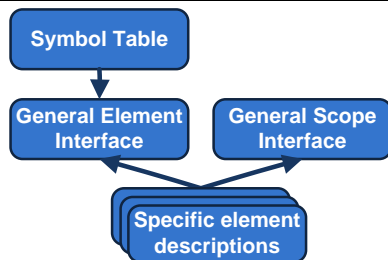 Symbol Table
General Element
Interface
General Scope
Interface
Specific element
descriptions